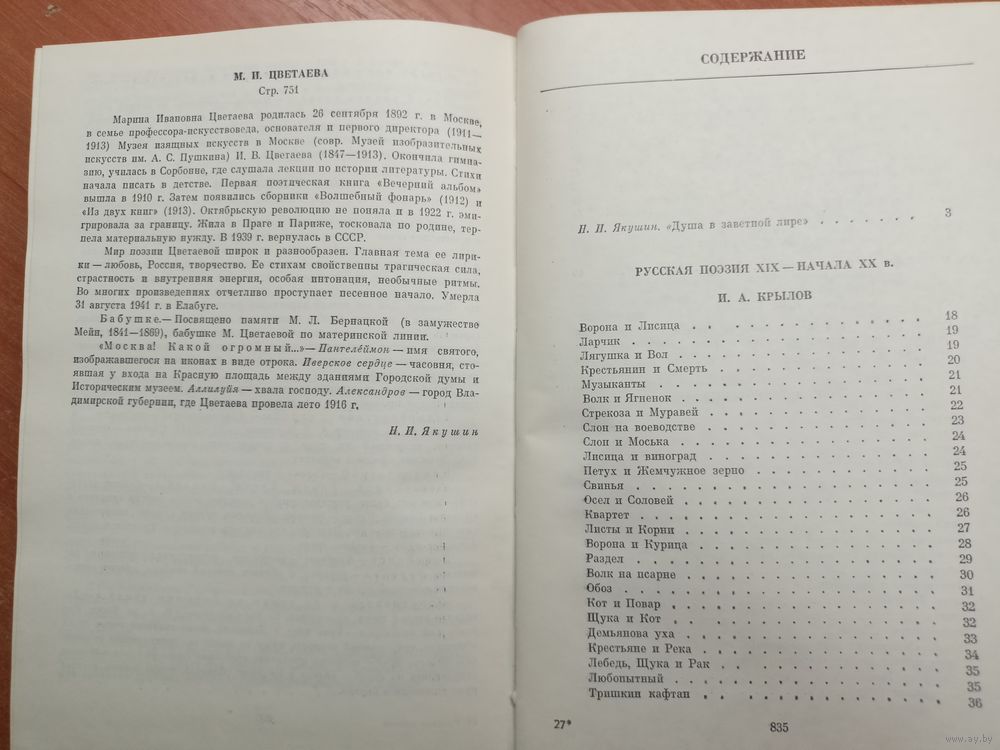 М. И. ЦВЕТАЕВА
Стр. 751
Марина Ивановна Цветаева родилась 26 сентября 1892 г. в Москве,
в семье профессора-искусствоведа, основателя и первого директора (1911—
1913) Музея изящных искусств в Москве (совр. Музей изобразительных
искусств им. А. С. Пушкина) И. В. Цветаева (1847—1913). Окончила гимна-
зию, училась в Сорбонне, где слушала лекции по истории литературы. Стихи
начала писать в детстве. Первая поэтическая книга «Вечерний альбом»
вышла в 1910 г. Затем появились сборники «Волшебный фонарь» (1912) и
«Из двух книг» (1913). Октябрьскую революцию не поняла и в 1922 г. эми-
грировала за границу. Жила в Праге и Париже, тосковала по родине, тер-
пела материальную нужду. В 1939 г. вернулась в СССР.
Мир поэзии Цветаевой широк и разнообразен. Главная тема ее лири-
ки — любовь, Россия, творчество. Ее стихам свойственны трагическая сила,
страстность и внутренняя энергия, особая интонация, необычные ритмы.
Во многих произведениях отчетливо проступает песенное начало. Умерла
31 августа 1941 г. в Елабуге.
Бабушке.— Посвящено памяти М. Л. Бернацкой (в замужестве
Мейн, 1841—1869), бабушке М. Цветаевой по материнской линии.
«Москва! Какой огромный...»— Пантелéймон — имя святого,
изображавшегося на иконах в виде отрока. Иверское сердце — часовня, сто-
явшая у входа на Красную площадь между зданиями Городской думы и
Историческим музеем. Аллилуйя — хвала господу. Александров — город Вла-
димирской губернии, где Цветаева провела лето 1916 г.
Н. И. Якушин
СОДЕРЖАНИЕ
Н. И. Якушин. «Душа в заветной лире» . . . . . . . 3
РУССКАЯ ПОЭЗИЯ XIX — НАЧАЛА XX в.
И. А. КРЫЛОВ
Ворона и Лисица . . . . . . . . . . . . 18
Ларчик . . . . . . . . . . . . 19
Лягушка и Вол . . . . . . . . . . . . 19
Крестьянин и Смерть . . . . . . . . . . . . 20
Музыканты . . . . . . . . . . . . 21
Волк и Ягненок . . . . . . . . . . . . 21
Стрекоза и Муравей . . . . . . . . . . . . 22
Слон на воеводстве . . . . . . . . . . . . 23
Слон и Моська . . . . . . . . . . . . 24
Лисица и виноград . . . . . . . . . . . . 24
Петух и Жемчужное зерно . . . . . . . . . . . . 25
Свинья . . . . . . . . . . . . 25
Осел и Соловей . . . . . . . . . . . . 26
Квартет . . . . . . . . . . . . 26
Листы и Корни . . . . . . . . . . . . 27
Ворона и Курица . . . . . . . . . . . . 28
Раздел . . . . . . . . . . . . 29
Волк на псарне . . . . . . . . . . . . 30
Обоз . . . . . . . . . . . . 31
Кот и Повар . . . . . . . . . . . . 32
Щука и Кот . . . . . . . . . . . . 32
Демьянова уха . . . . . . . . . . . . 33
Крестьяне и Река . . . . . . . . . . . . 34
Лебедь, Щука и Рак . . . . . . . . . . . . 35
Любопытный . . . . . . . . . . . . 35
Тришкин кафтан . . . . . . . . . . . . 36
27* 835
www.ay.by